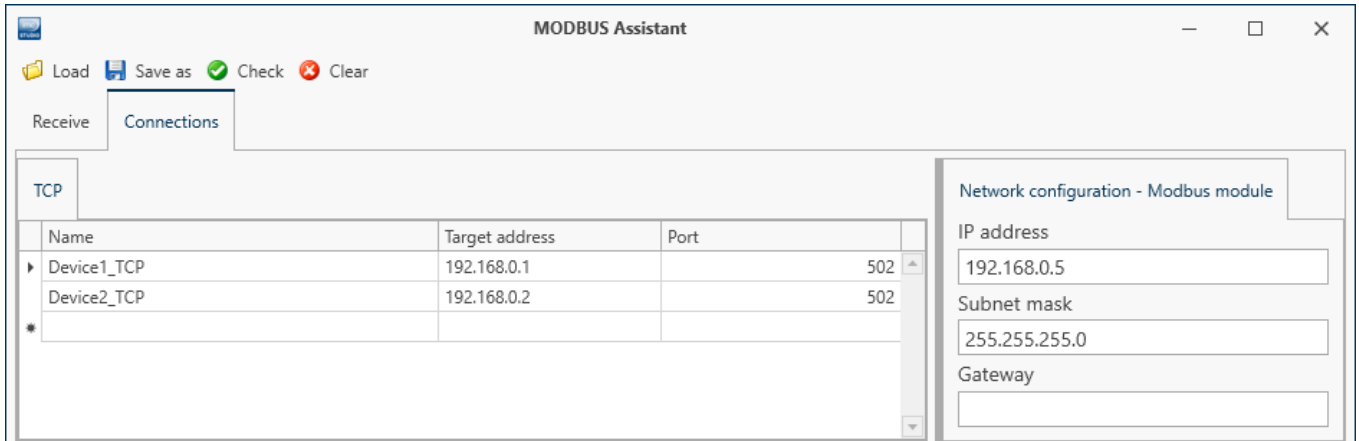 MODBUS Assistant
Load Save as Check Clear
Receive Connections
TCP
Name Target address Port
Device1_TCP 192.168.0.1 502
Device2_TCP 192.168.0.2 502
Network configuration - Modbus module
IP address
192.168.0.5
Subnet mask
255.255.255.0
Gateway